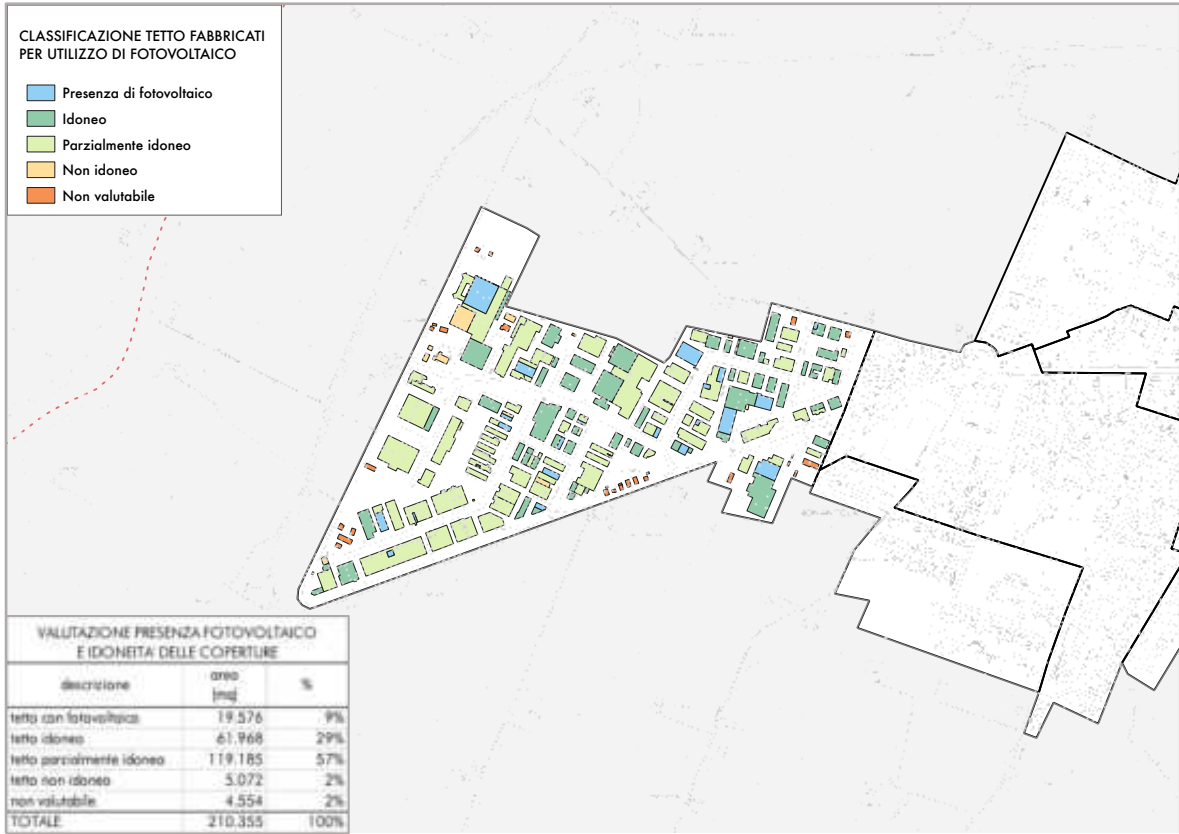 CLASSIFICAZIONE TETTO FABBRICATI
PER UTILIZZO DI FOTOVOLTAICO
Presenza di fotovoltaico
Idoneo
Parzialmente idoneo
Non idoneo
Non valutabile
VALUTAZIONE PRESENZA FOTOVOLTAICO
E IDONEITA' DELLE COPERTURE
descrizione area %
[mq]
tetto con fotovoltaico 19.576 9%
tetto idoneo 61.968 29%
tetto parzialmente idoneo 119.185 57%
tetto non idoneo 5.072 2%
non valutabile 4.554 2%
TOTALE 210.355 100%